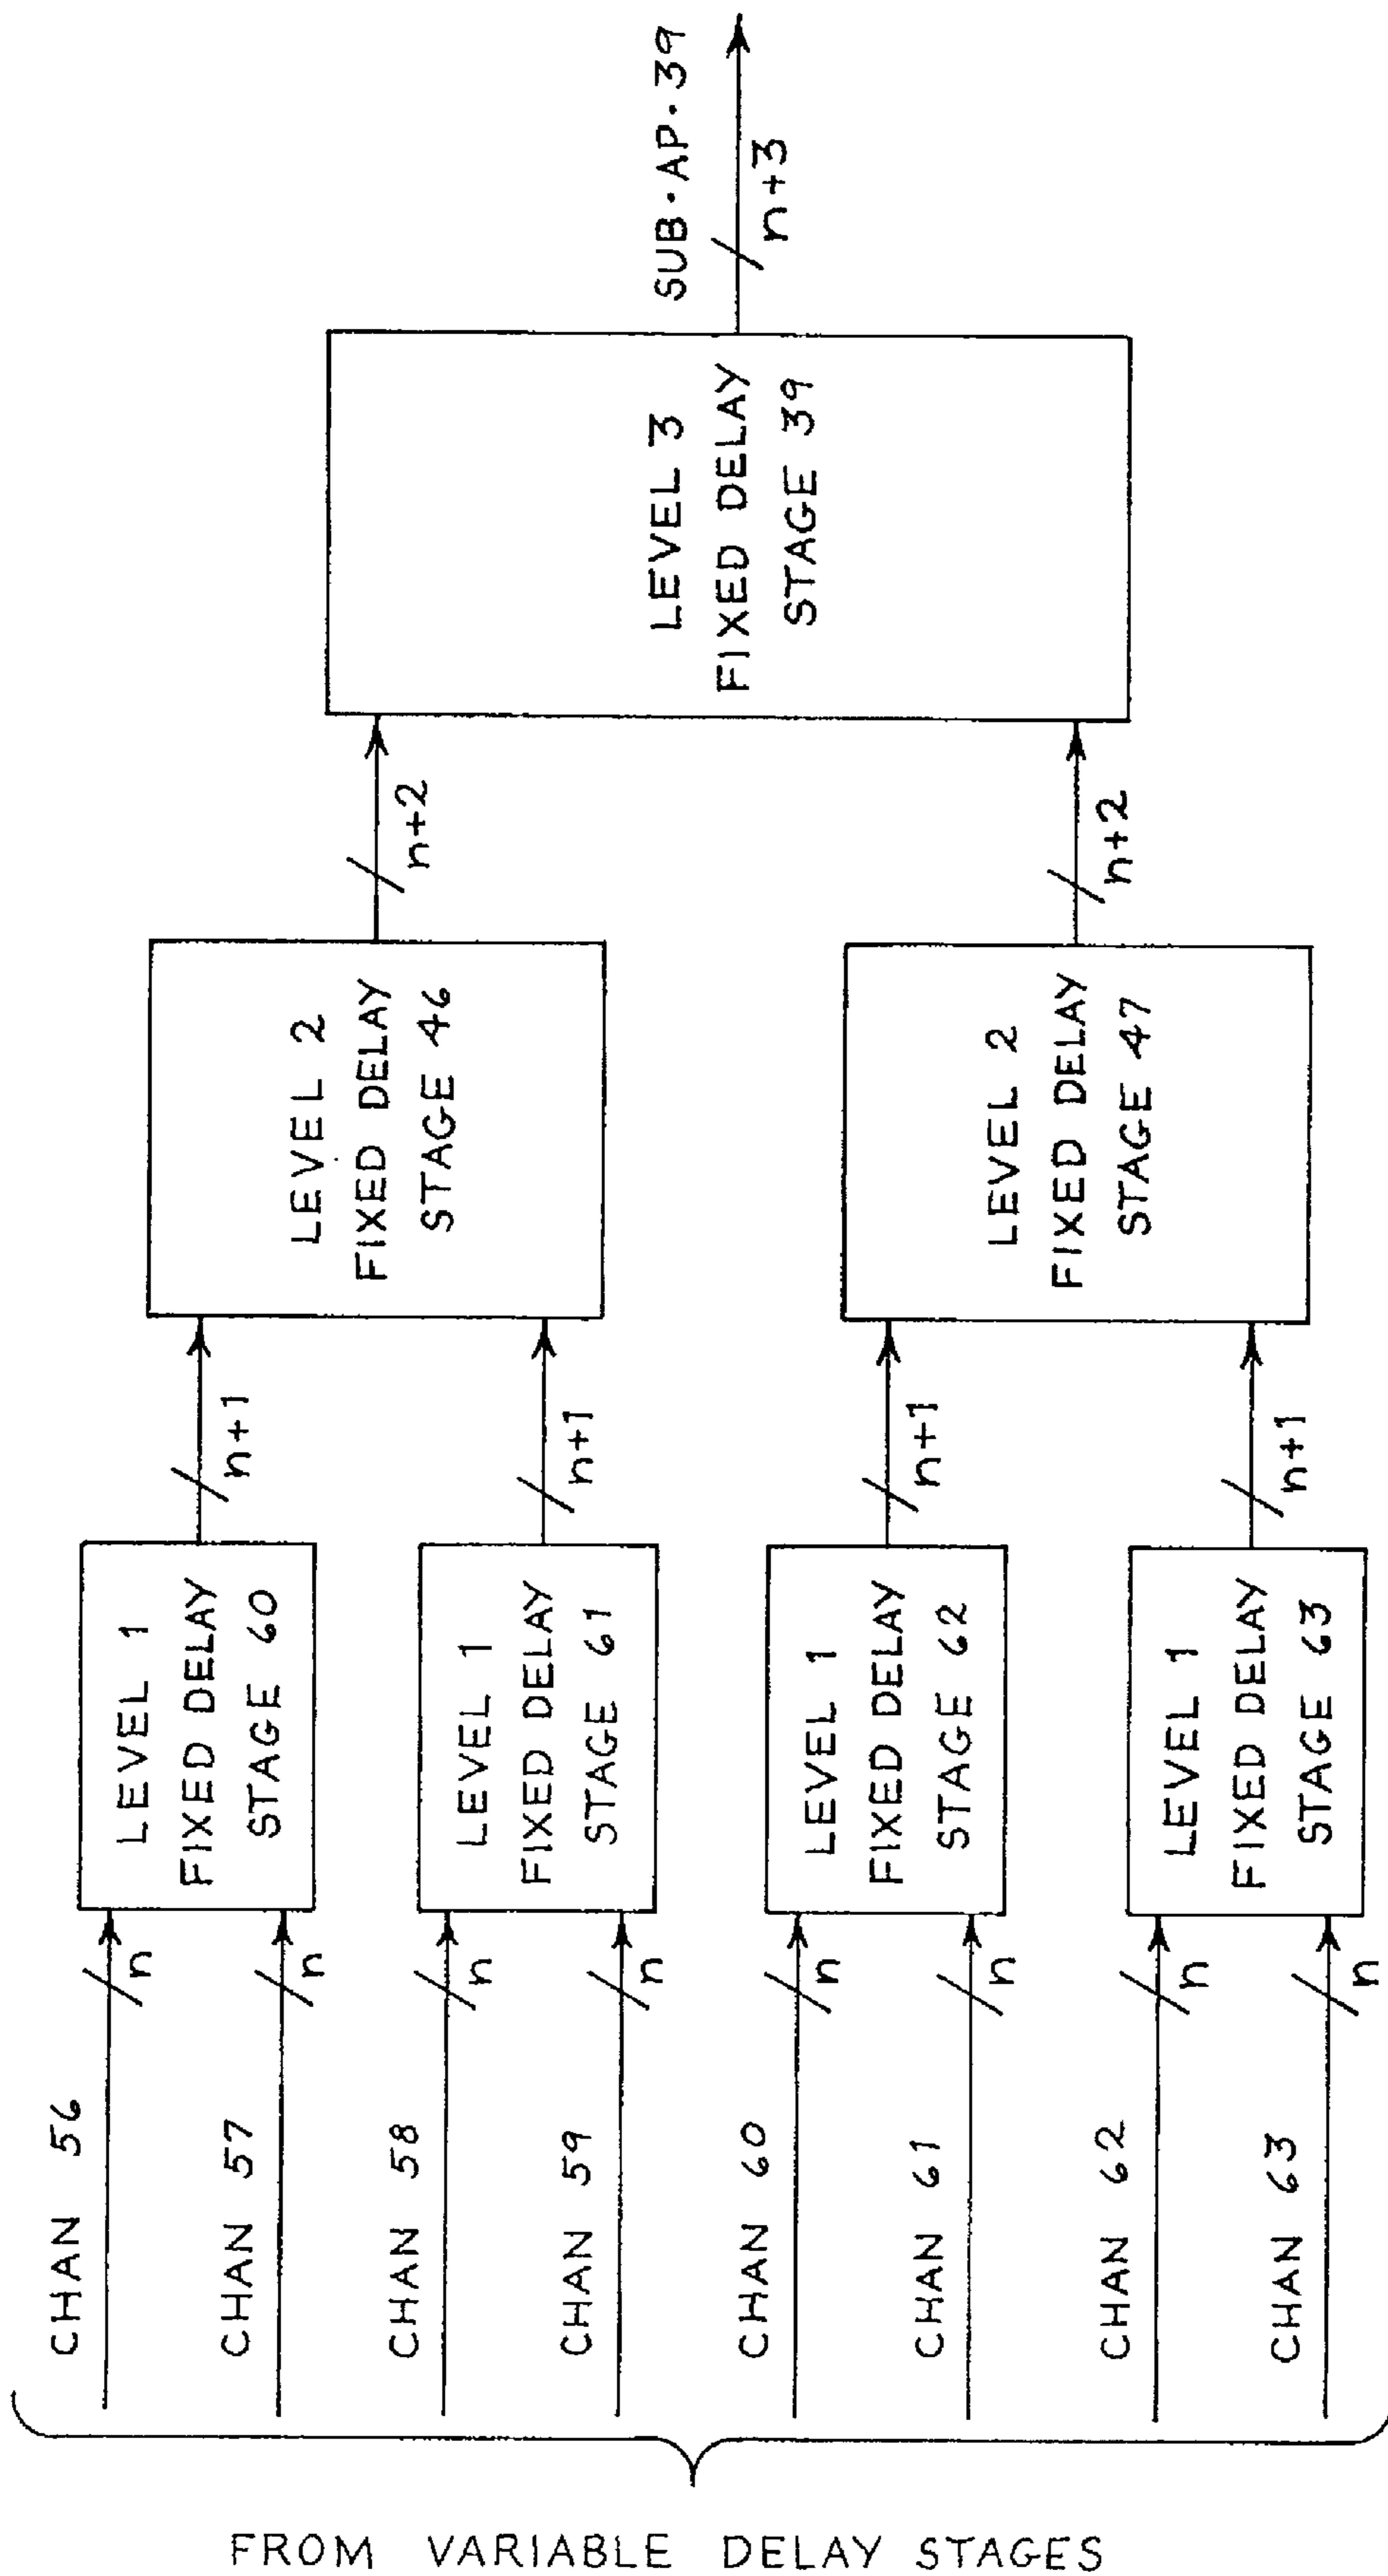 CHAN 56
n
CHAN 57
n
CHAN 58
n
CHAN 59
n
CHAN 60
n
CHAN 61
n
CHAN 62
n
CHAN 63
n
LEVEL 1
FIXED DELAY
STAGE 60
LEVEL 1
FIXED DELAY
STAGE 61
LEVEL 1
FIXED DELAY
STAGE 62
LEVEL 1
FIXED DELAY
STAGE 63
n+1
n+1
n+1
n+1
LEVEL 2
FIXED DELAY
STAGE 46
LEVEL 2
FIXED DELAY
STAGE 47
n+2
n+2
LEVEL 3
FIXED DELAY
STAGE 39
SUB·AP·39
n+3
FROM VARIABLE DELAY STAGES